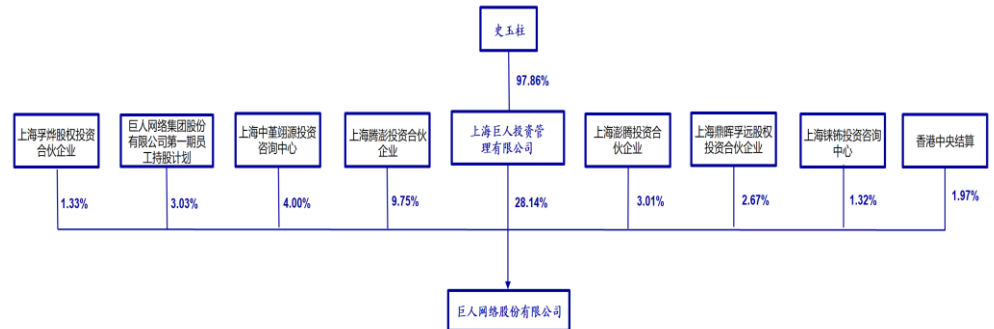 史玉柱
97.86%
上海孚烨股权投资
合伙企业
巨人网络集团股份
有限公司第一期员
工持股计划
上海中堇翊源投资
咨询中心
上海腾澎投资合伙
企业
上海巨人投资管
理有限公司
上海澎腾投资合
伙企业
上海鼎晖孚远股权
投资合伙企业
上海铼钸投资咨询
中心
香港中央结算
1.33%
3.03%
4.00%
9.75%
28.14%
3.01%
2.67%
1.32%
1.97%
巨人网络股份有限公司